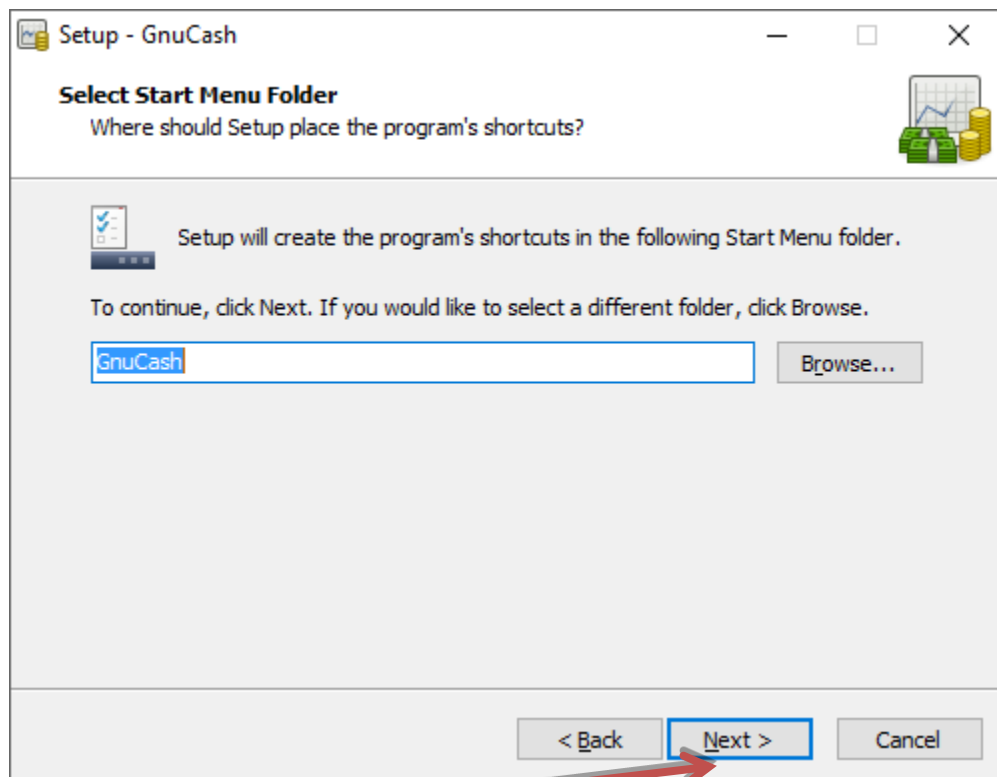 Setup - GnuCash
Select Start Menu Folder
Where should Setup place the program's shortcuts?
Setup will create the program's shortcuts in the following Start Menu folder.
To continue, click Next. If you would like to select a different folder, click Browse.
GnuCash
Browse...
< Back
Next >
Cancel